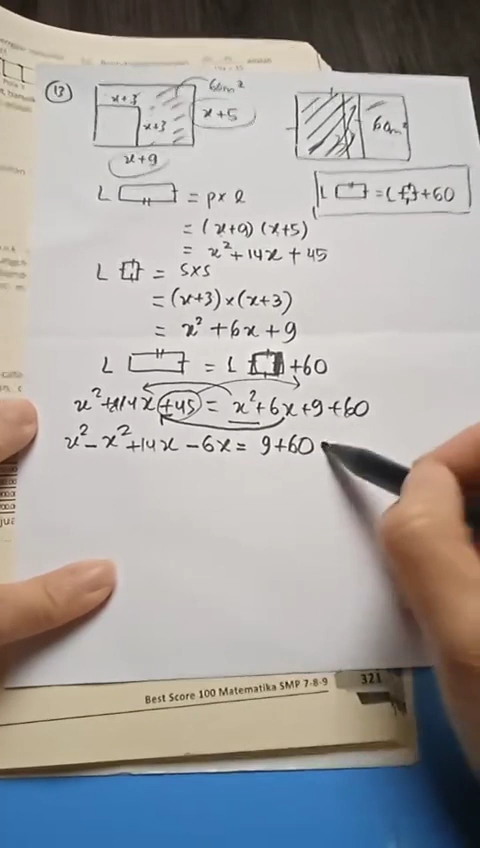 13
60m²
x+3
x+3
x+5
x+9
60m²
L = p x l
L = L +60
= (x+9) (x+5)
= x² + 14x + 45
L = s x s
= (x+3) x (x+3)
= x² + 6x + 9
L = L +60
x² + 14x + 45 = x² + 6x + 9 + 60
x² - x² + 14x - 6x = 9 + 60
Best Score 100 Matematika SMP 7-8-9
321